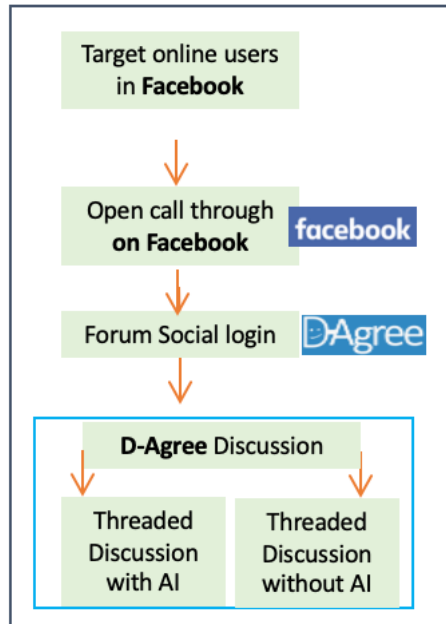 Target online users
in Facebook
Open call through
on Facebook
facebook
Forum Social login
D-Agree
D-Agree Discussion
Threaded
Discussion
with AI
Threaded
Discussion
without AI